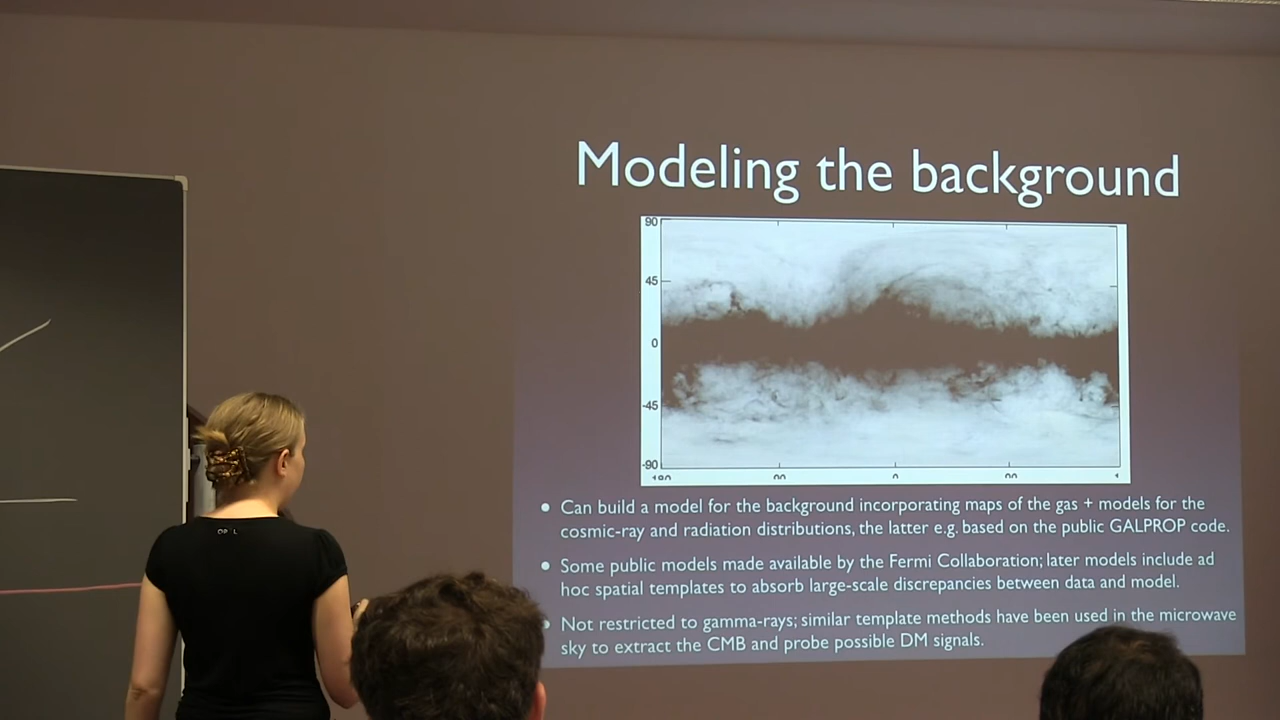 Modeling the background
90
45
0
-45
-90
0
• Can build a model for the background incorporating maps of the gas + models for the
cosmic-ray and radiation distributions, the latter e.g. based on the public GALPROP code.
• Some public models made available by the Fermi Collaboration; later models include ad
hoc spatial templates to absorb large-scale discrepancies between data and model.
• Not restricted to gamma-rays; similar template methods have been used in the microwave
sky to extract the CMB and probe possible DM signals.